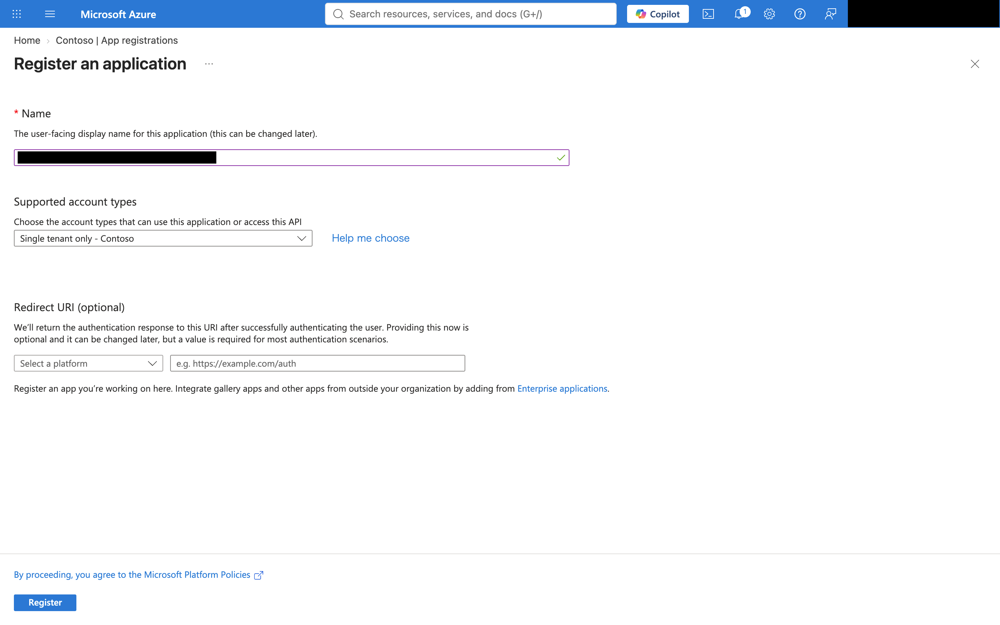 Microsoft Azure
Search resources, services, and docs (G+/)
Copilot
1
Home > Contoso | App registrations
Register an application ...
* Name
The user-facing display name for this application (this can be changed later).
Supported account types
Choose the account types that can use this application or access this API
Single tenant only - Contoso
Help me choose
Redirect URI (optional)
We’ll return the authentication response to this URI after successfully authenticating the user. Providing this now is
optional and it can be changed later, but a value is required for most authentication scenarios.
Select a platform
e.g. https://example.com/auth
Register an app you’re working on here. Integrate gallery apps and other apps from outside your organization by adding from Enterprise applications.
By proceeding, you agree to the Microsoft Platform Policies
Register